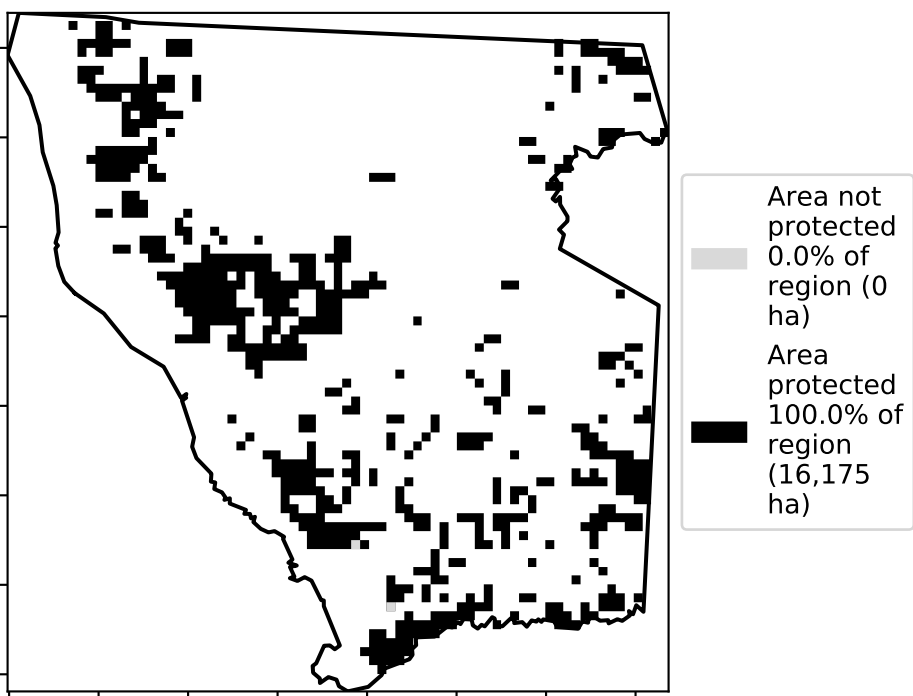 Area not
protected
0.0% of
region (0
ha)
Area
protected
100.0% of
region
(16,175
ha)